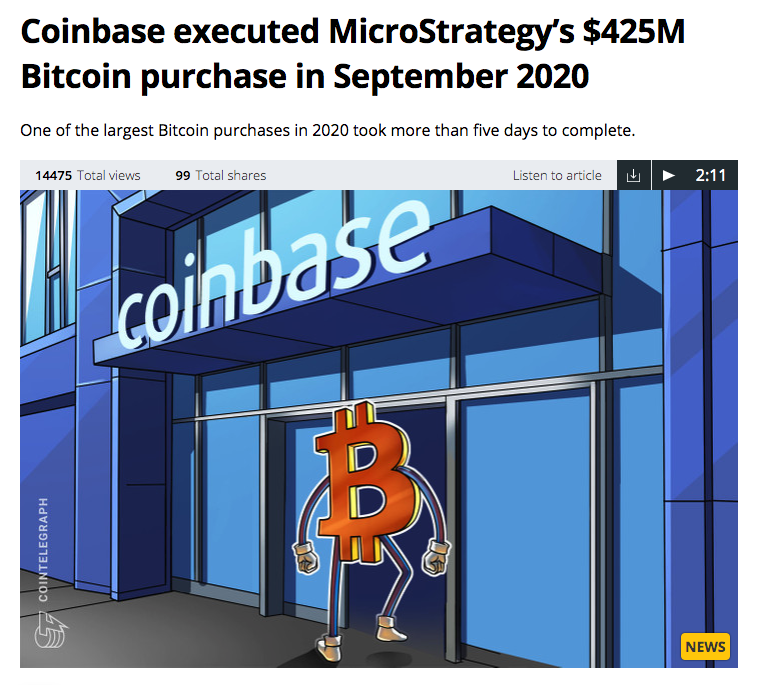 Coinbase executed MicroStrategy’s $425M
Bitcoin purchase in September 2020
One of the largest Bitcoin purchases in 2020 took more than five days to complete.
14475 Total views 99 Total shares Listen to article 2:11
coinbase
COINTELEGRAPH
NEWS